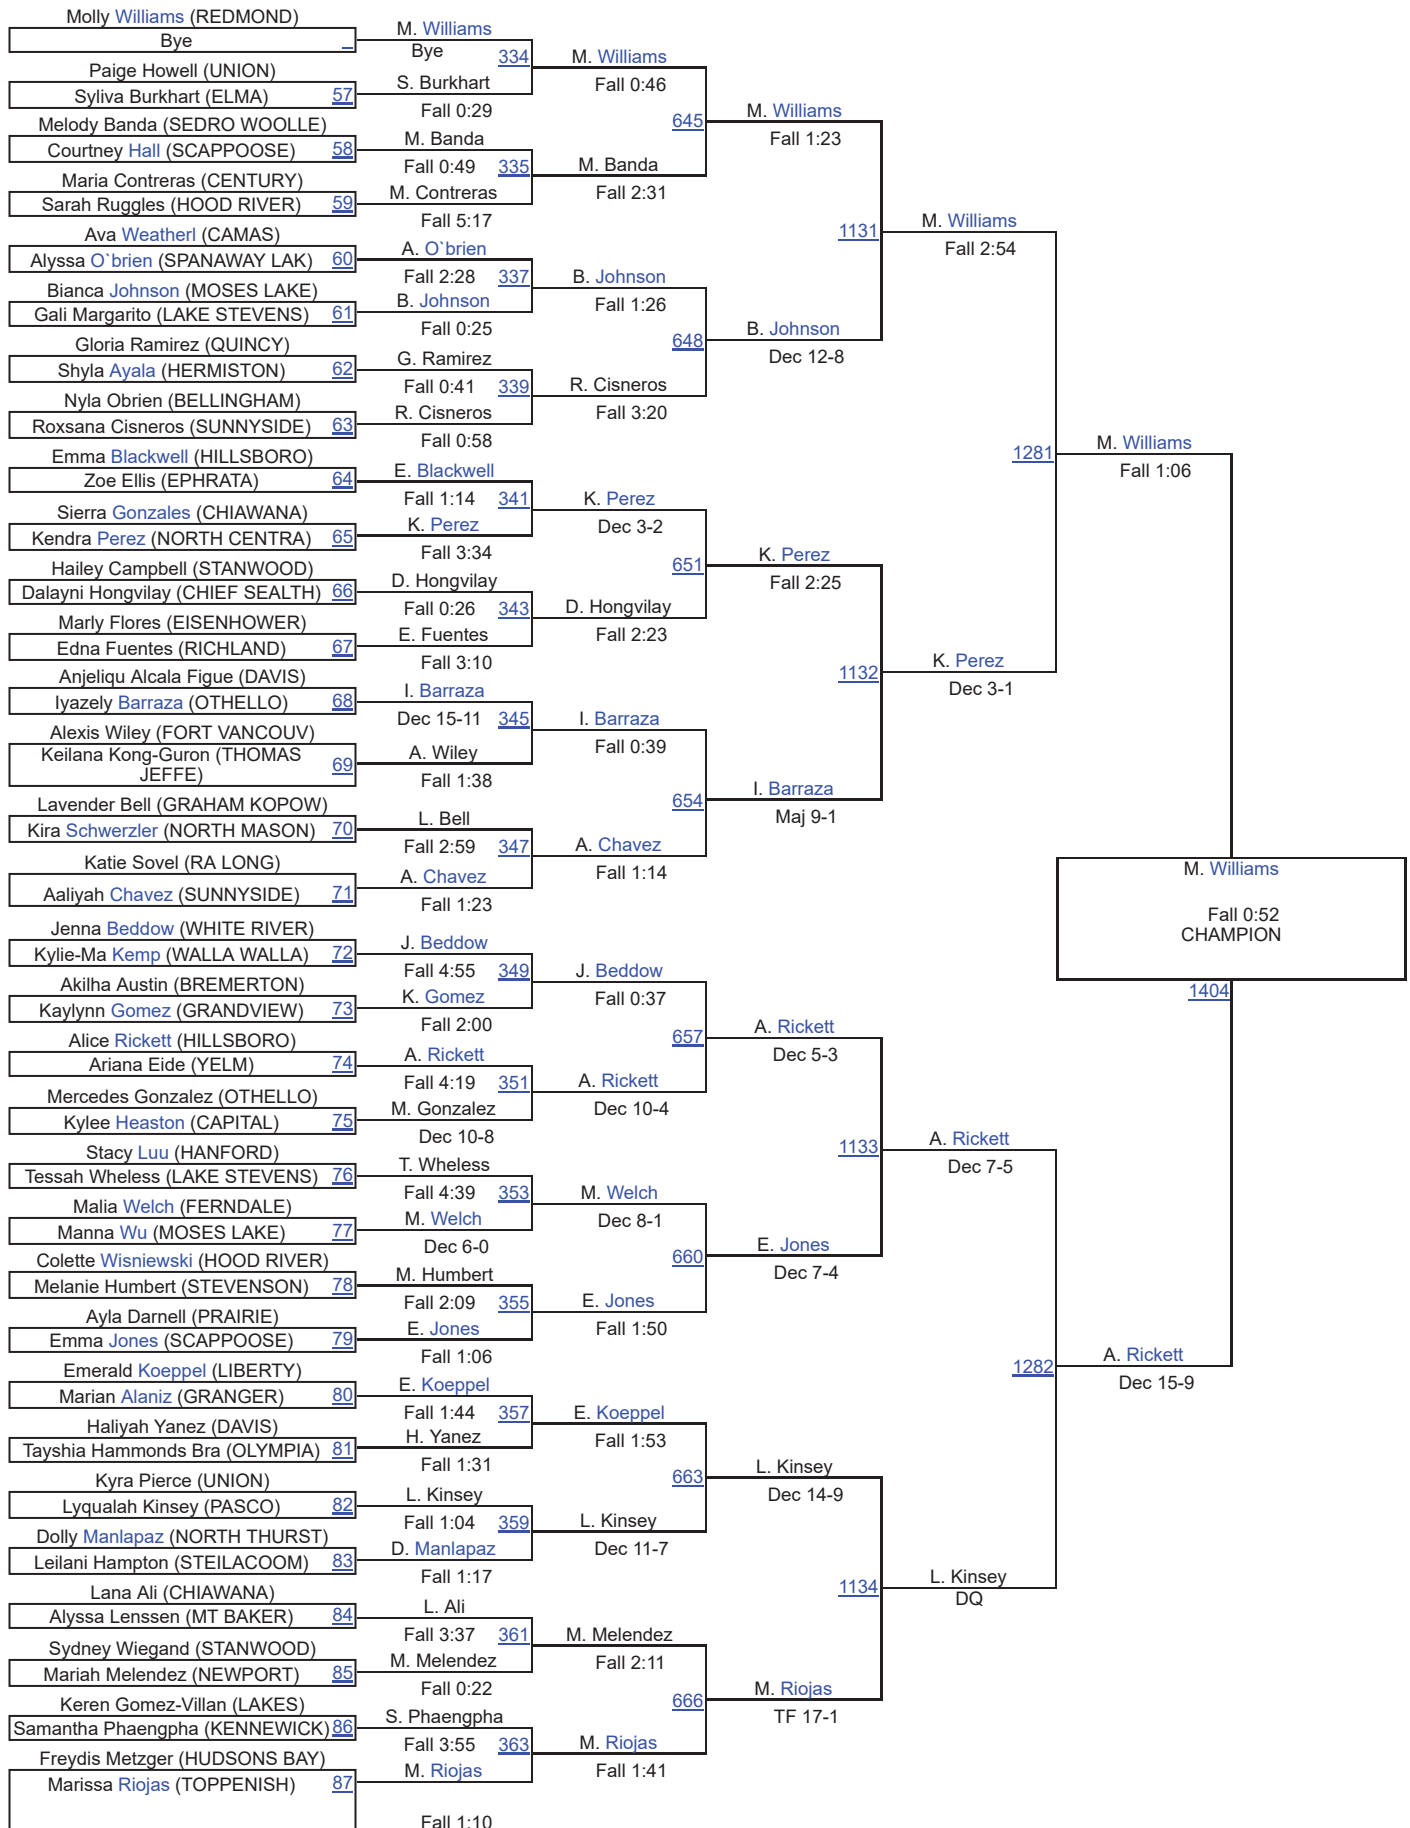 Molly Williams (REDMOND)
Bye
Paige Howell (UNION)
Syliva Burkhart (ELMA) 57
Melody Banda (SEDRO WOOLLE)
Courtney Hall (SCAPPOOSE) 58
Maria Contreras (CENTURY)
Sarah Ruggles (HOOD RIVER) 59
Ava Weatherl (CAMAS)
Alyssa O`brien (SPANAWAY LAK) 60
Bianca Johnson (MOSES LAKE)
Gali Margarito (LAKE STEVENS) 61
Gloria Ramirez (QUINCY)
Shyla Ayala (HERMISTON) 62
Nyla Obrien (BELLINGHAM)
Roxsana Cisneros (SUNNYSIDE) 63
Emma Blackwell (HILLSBORO)
Zoe Ellis (EPHRATA) 64
Sierra Gonzales (CHIAWANA)
Kendra Perez (NORTH CENTRA) 65
Hailey Campbell (STANWOOD)
Dalayni Hongvilay (CHIEF SEALTH) 66
Marly Flores (EISENHOWER)
Edna Fuentes (RICHLAND) 67
Anjeliqu Alcala Figue (DAVIS)
Iyazely Barraza (OTHELLO) 68
Alexis Wiley (FORT VANCOUV)
Keilana Kong-Guron (THOMAS
JEFFE) 69
Lavender Bell (GRAHAM KOPOW)
Kira Schwerzler (NORTH MASON) 70
Katie Sovel (RA LONG)
Aaliyah Chavez (SUNNYSIDE) 71
Jenna Beddow (WHITE RIVER)
Kylie-Ma Kemp (WALLA WALLA) 72
Akilha Austin (BREMERTON)
Kaylynn Gomez (GRANDVIEW) 73
Alice Rickett (HILLSBORO)
Ariana Eide (YELM) 74
Mercedes Gonzalez (OTHELLO)
Kylee Heaston (CAPITAL) 75
Stacy Luu (HANFORD)
Tessah Wheless (LAKE STEVENS) 76
Malia Welch (FERNDALE)
Manna Wu (MOSES LAKE) 77
Colette Wisniewski (HOOD RIVER)
Melanie Humbert (STEVENSON) 78
Ayla Darnell (PRAIRIE)
Emma Jones (SCAPPOOSE) 79
Emerald Koeppel (LIBERTY)
Marian Alaniz (GRANGER) 80
Haliyah Yanez (DAVIS)
Tayshia Hammonds Bra (OLYMPIA) 81
Kyra Pierce (UNION)
Lyqualah Kinsey (PASCO) 82
Dolly Manlapaz (NORTH THURST)
Leilani Hampton (STEILACOOM) 83
Lana Ali (CHIAWANA)
Alyssa Lenssen (MT BAKER) 84
Sydney Wiegand (STANWOOD)
Mariah Melendez (NEWPORT) 85
Keren Gomez-Villan (LAKES)
Samantha Phaengpha (KENNEWICK) 86
Freydis Metzger (HUDSONS BAY)
Marissa Riojas (TOPPENISH) 87
M. Williams
Bye 334
S. Burkhart
Fall 0:29
M. Banda
Fall 0:49 335
M. Contreras
Fall 5:17
A. O`brien
Fall 2:28 337
B. Johnson
Fall 0:25
G. Ramirez
Fall 0:41 339
R. Cisneros
Fall 0:58
E. Blackwell
Fall 1:14 341
K. Perez
Fall 3:34
D. Hongvilay
Fall 0:26 343
E. Fuentes
Fall 3:10
I. Barraza
Dec 15-11 345
A. Wiley
Fall 1:38
L. Bell
Fall 2:59 347
A. Chavez
Fall 1:23
J. Beddow
Fall 4:55 349
K. Gomez
Fall 2:00
A. Rickett
Fall 4:19 351
M. Gonzalez
Dec 10-8
T. Wheless
Fall 4:39 353
M. Welch
Dec 6-0
M. Humbert
Fall 2:09 355
E. Jones
Fall 1:06
E. Koeppel
Fall 1:44 357
H. Yanez
Fall 1:31
L. Kinsey
Fall 1:04 359
D. Manlapaz
Fall 1:17
L. Ali
Fall 3:37 361
M. Melendez
Fall 0:22
S. Phaengpha
Fall 3:55 363
M. Riojas
Fall 1:10
M. Williams
Fall 0:46
645
M. Banda
Fall 2:31
B. Johnson
Fall 1:26
648
R. Cisneros
Fall 3:20
K. Perez
Dec 3-2
651
D. Hongvilay
Fall 2:23
I. Barraza
Fall 0:39
654
A. Chavez
Fall 1:14
J. Beddow
Fall 0:37
657
A. Rickett
Dec 10-4
M. Welch
Dec 8-1
660
E. Jones
Fall 1:50
E. Koeppel
Fall 1:53
663
L. Kinsey
Dec 11-7
M. Melendez
Fall 2:11
666
M. Riojas
Fall 1:41
M. Williams
Fall 1:23
1131
B. Johnson
Dec 12-8
K. Perez
Fall 2:25
1132
I. Barraza
Maj 9-1
A. Rickett
Dec 5-3
1133
E. Jones
Dec 7-4
L. Kinsey
Dec 14-9
1134
M. Riojas
TF 17-1
M. Williams
Fall 2:54
1281
K. Perez
Dec 3-1
A. Rickett
Dec 7-5
1282
L. Kinsey
DQ
M. Williams
Fall 1:06
M. Williams
Fall 0:52
CHAMPION
1404
A. Rickett
Dec 15-9